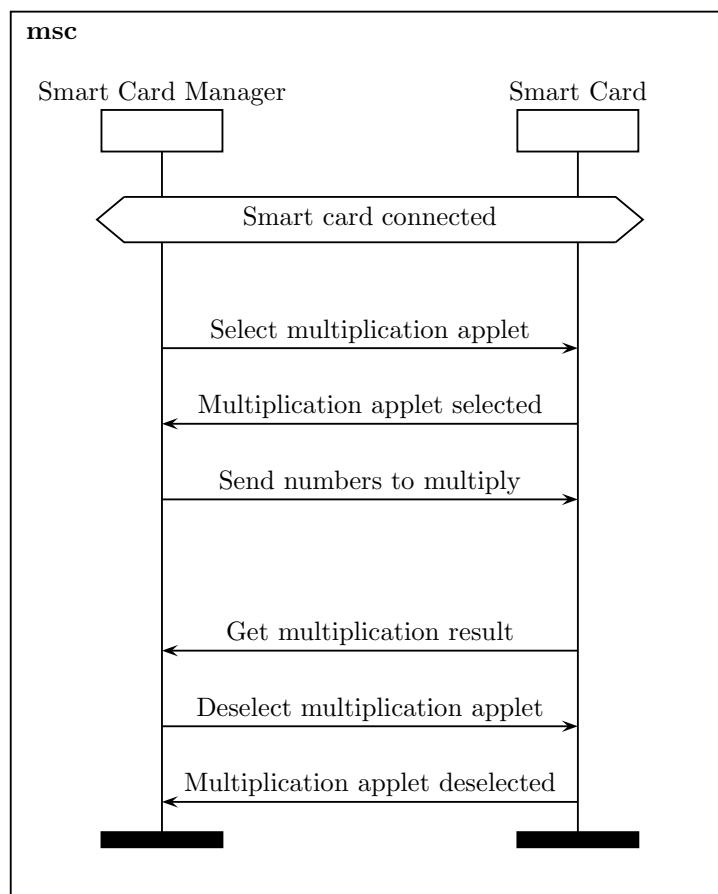 msc
Smart Card Manager
Smart Card
Smart card connected
Select multiplication applet
Multiplication applet selected
Send numbers to multiply
Get multiplication result
Deselect multiplication applet
Multiplication applet deselected